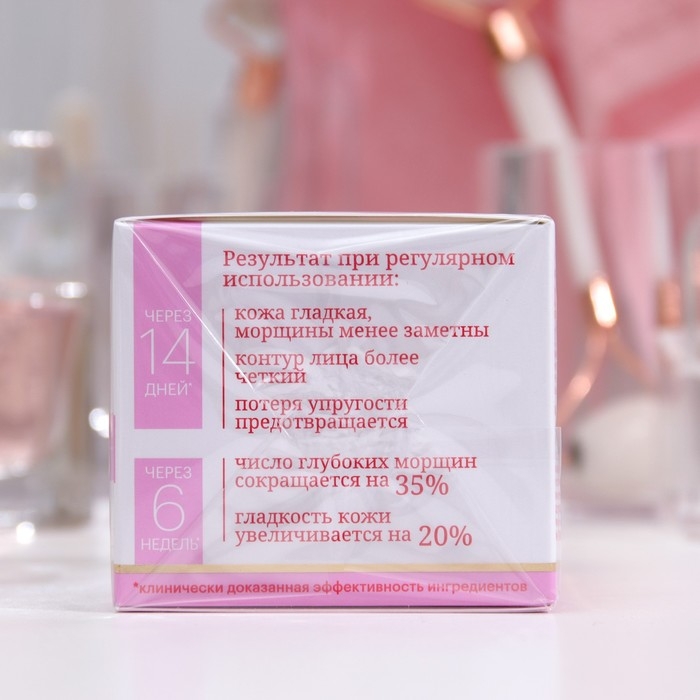 Результат при регулярном
использовании:
ЧЕРЕЗ
14
ДНЕЙ*
кожа гладкая,
морщины менее заметны
контур лица более
четкий
потеря упругости
предотвращается
ЧЕРЕЗ
6
НЕДЕЛЬ*
число глубоких морщин
сокращается на 35%
гладкость кожи
увеличивается на 20%
*клинически доказанная эффективность ингредиентов